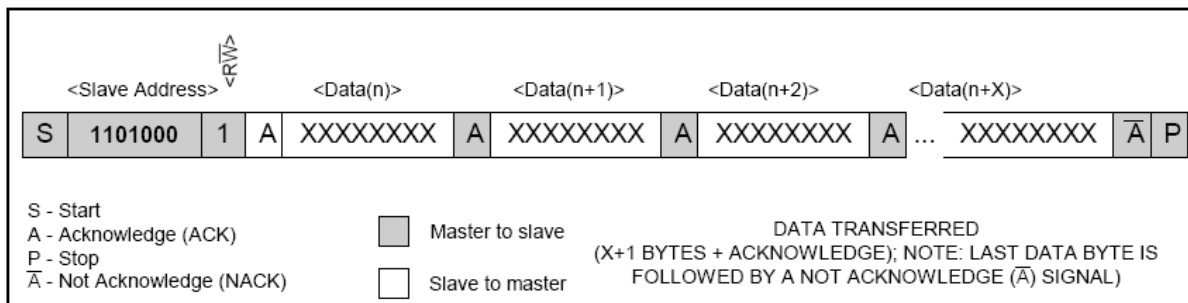 <RW̅>
<Slave Address> <Data(n)> <Data(n+1)> <Data(n+2)> <Data(n+X)>
S 1101000 1 A XXXXXXXX A XXXXXXXX A XXXXXXXX A ... XXXXXXXX A̅ P
S - Start
A - Acknowledge (ACK)
P - Stop
A̅ - Not Acknowledge (NACK)
Master to slave
Slave to master
DATA TRANSFERRED
(X+1 BYTES + ACKNOWLEDGE); NOTE: LAST DATA BYTE IS
FOLLOWED BY A NOT ACKNOWLEDGE (A̅) SIGNAL)